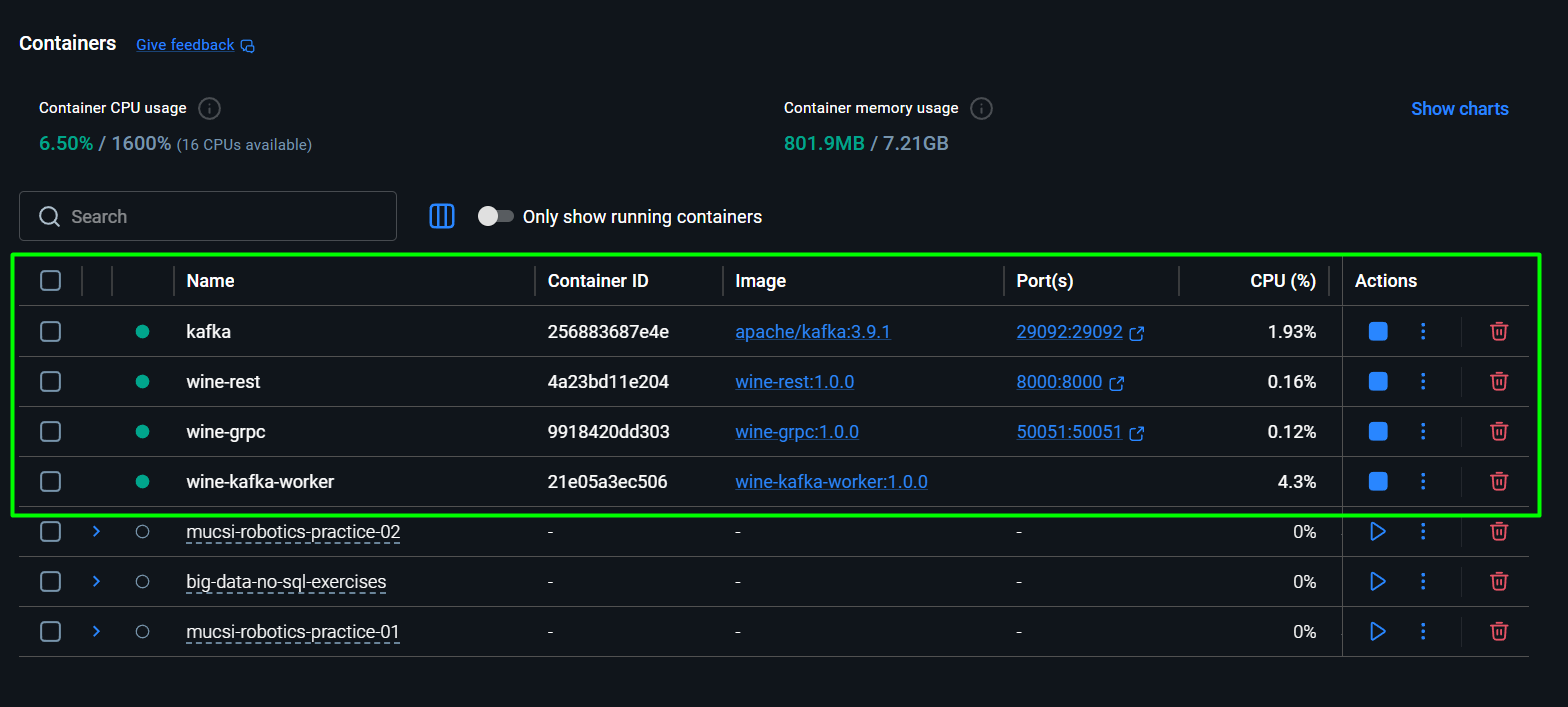 Containers Give feedback
Container CPU usage
6.50% / 1600% (16 CPUs available)
Container memory usage
801.9MB / 7.21GB
Show charts
Search
Only show running containers
Name Container ID Image Port(s) CPU (%) Actions
kafka 256883687e4e apache/kafka:3.9.1 29092:29092 1.93%
wine-rest 4a23bd11e204 wine-rest:1.0.0 8000:8000 0.16%
wine-grpc 9918420dd303 wine-grpc:1.0.0 50051:50051 0.12%
wine-kafka-worker 21e05a3ec506 wine-kafka-worker:1.0.0 4.3%
mucsi-robotics-practice-02 - - - 0%
big-data-no-sql-exercises - - - 0%
mucsi-robotics-practice-01 - - - 0%